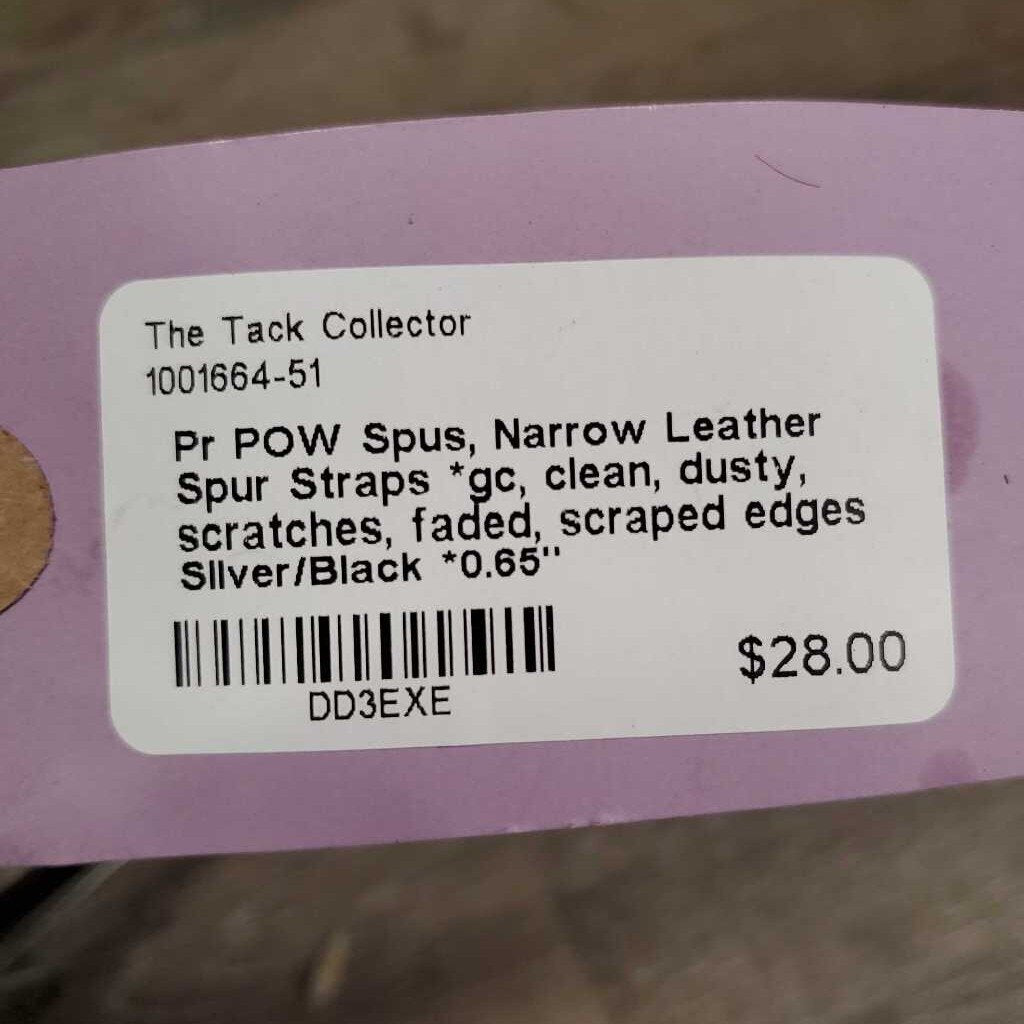 The Tack Collector
1001664-51
Pr POW Spus, Narrow Leather
Spur Straps *gc, clean, dusty,
scratches, faded, scraped edges
Silver/Black *0.65"
DD3EXE
$28.00